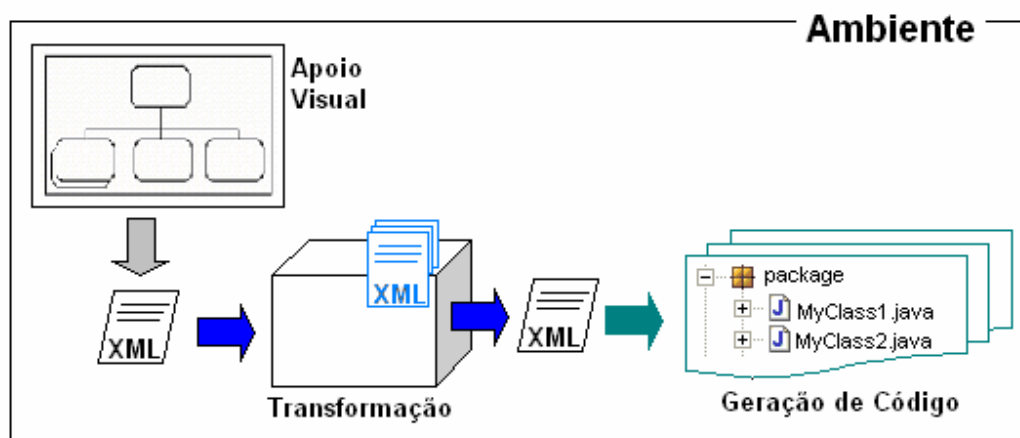 Ambiente
Apoio
Visual
XML
XML
XML
package
MyClass1.java
MyClass2.java
Transformação
Geração de Código